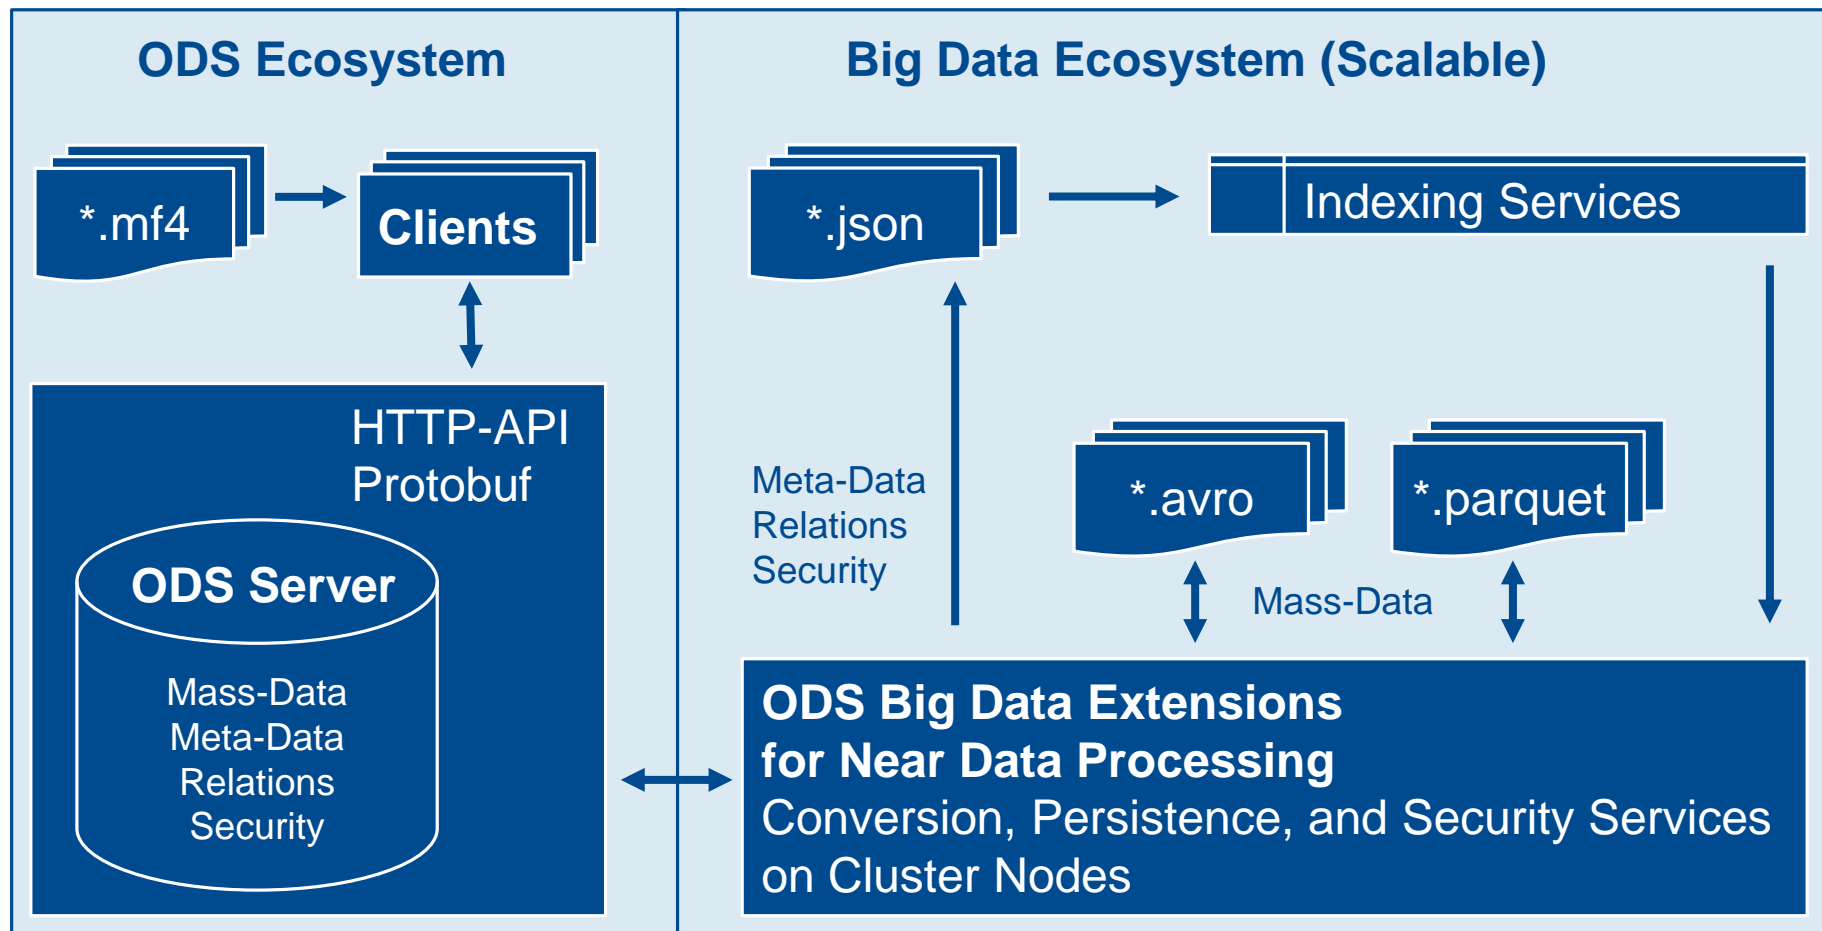 ODS Ecosystem
*.mf4
Clients
HTTP-API
Protobuf
ODS Server
Mass-Data
Meta-Data
Relations
Security
Big Data Ecosystem (Scalable)
*.json
Indexing Services
Meta-Data
Relations
Security
*.avro
*.parquet
Mass-Data
ODS Big Data Extensions
for Near Data Processing
Conversion, Persistence, and Security Services
on Cluster Nodes